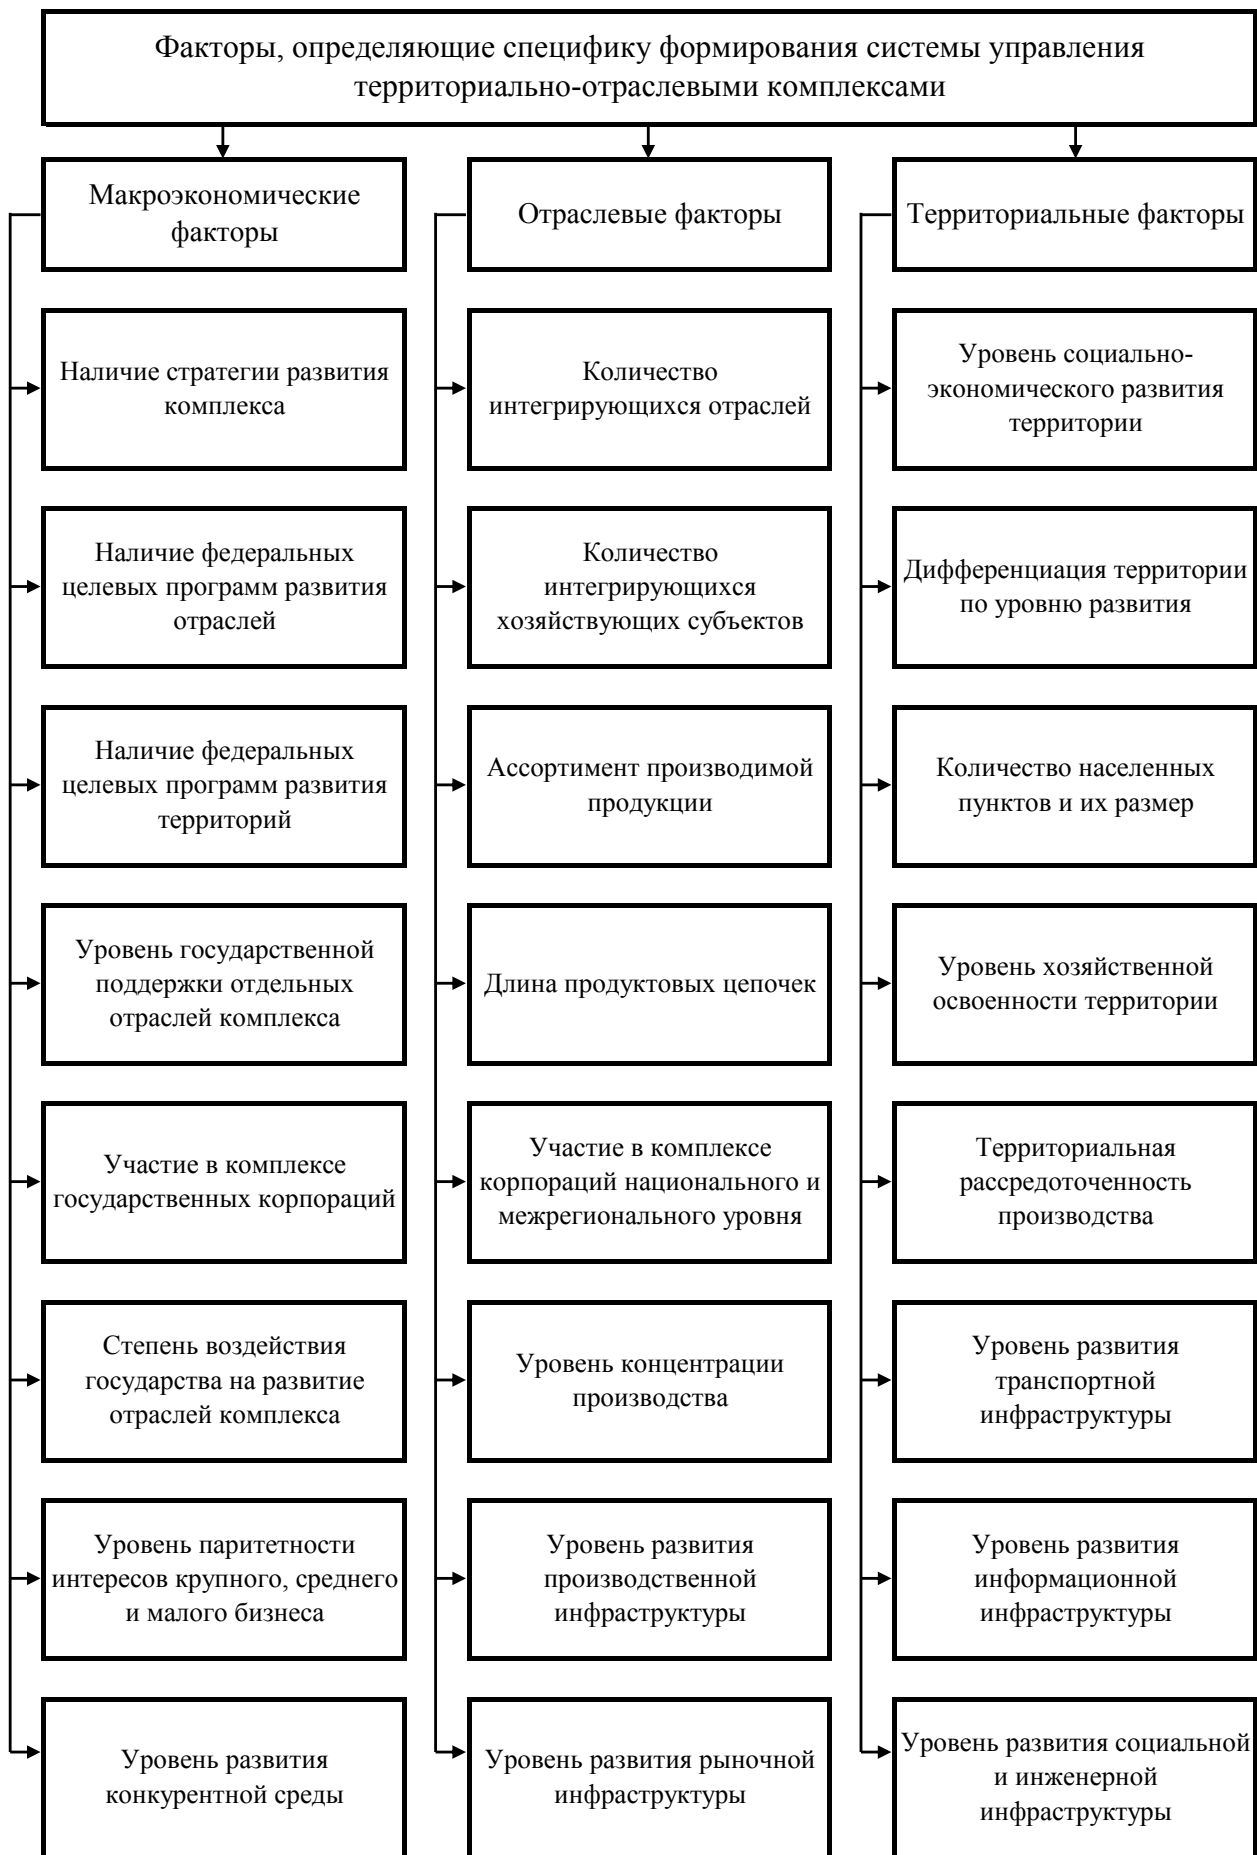 Факторы, определяющие специфику формирования системы управления
территориально-отраслевыми комплексами
Макроэкономические
факторы
Наличие стратегии развития
комплекса
Наличие федеральных
целевых программ развития
отраслей
Наличие федеральных
целевых программ развития
территорий
Уровень государственной
поддержки отдельных
отраслей комплекса
Участие в комплексе
государственных корпораций
Степень воздействия
государства на развитие
отраслей комплекса
Уровень паритетности
интересов крупного, среднего
и малого бизнеса
Уровень развития
конкурентной среды
Отраслевые факторы
Количество
интегрирующихся отраслей
Количество
интегрирующихся
хозяйствующих субъектов
Ассортимент производимой
продукции
Длина продуктовых цепочек
Участие в комплексе
корпораций национального и
межрегионального уровня
Уровень концентрации
производства
Уровень развития
производственной
инфраструктуры
Уровень развития рыночной
инфраструктуры
Территориальные факторы
Уровень социально-
экономического развития
территории
Дифференциация территории
по уровню развития
Количество населенных
пунктов и их размер
Уровень хозяйственной
освоенности территории
Территориальная
рассредоточенность
производства
Уровень развития
транспортной
инфраструктуры
Уровень развития
информационной
инфраструктуры
Уровень развития социальной
и инженерной
инфраструктуры